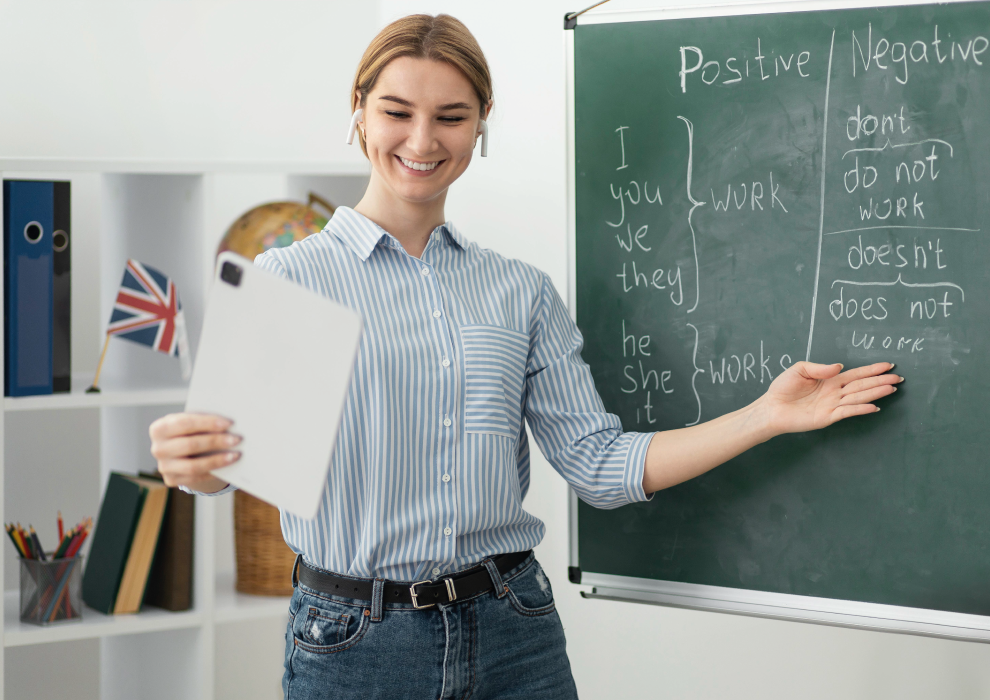 Positive
I
you
we
they
WORK
he
she
it
WORKS
Negative
don't
do not
WORK
doesn't
does not
WORK